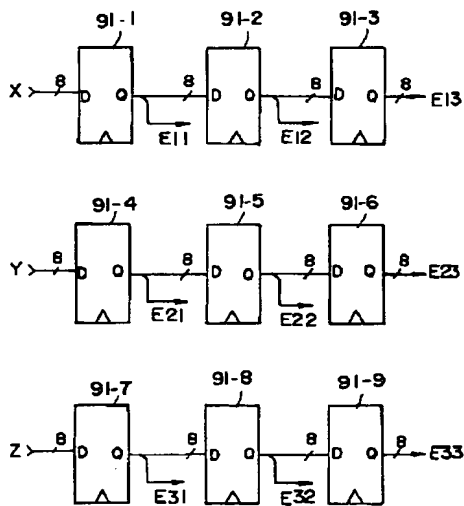 91-1 91-2 91-3
X 8 D Q 8 D Q 8 D Q 8 E13
E11 E12
91-4 91-5 91-6
Y 8 D Q 8 D Q 8 D Q 8 E23
E21 E22
91-7 91-8 91-9
Z 8 D Q 8 D Q 8 D Q 8 E33
E31 E32